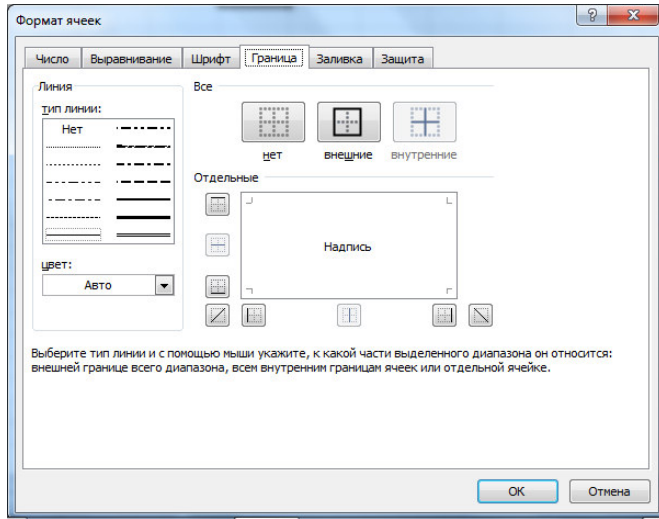 Формат ячеек
Число Выравнивание Шрифт Граница Заливка Защита
Линия
тип линии:
Нет
цвет:
Авто
Все
нет внешние внутренние
Отдельные
Надпись
Выберите тип линии и с помощью мыши укажите, к какой части выделенного диапазона он относится:
внешней границе всего диапазона, всем внутренним границам ячеек или отдельной ячейке.
ОК Отмена